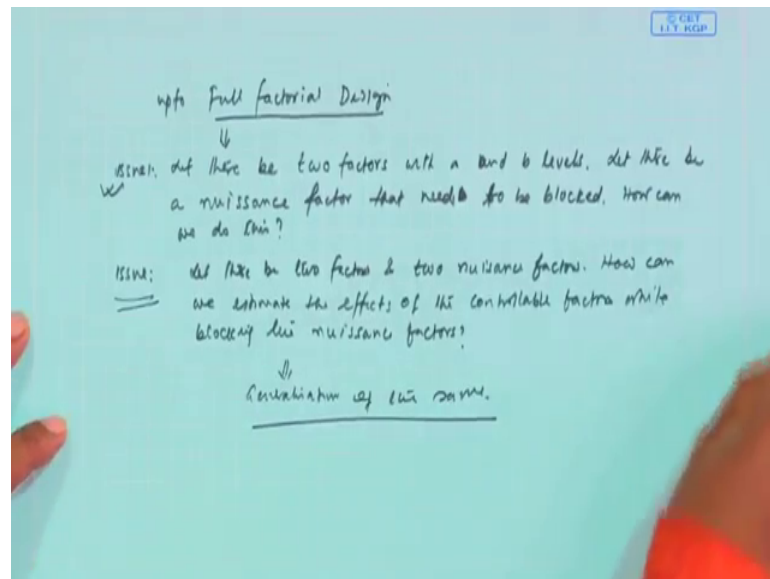 © CET
I.I.T. KGP
upto Full factorial Design
Issue1: Let there be two factors with a and b levels. Let there be
a nuissance factor that needs to be blocked. How can
we do this?
Issue: Let there be two factors & two nuisance factors. How can
we estimate the effects of the controllable factors while
blocking the nuissance factors?
Generalization of the same.